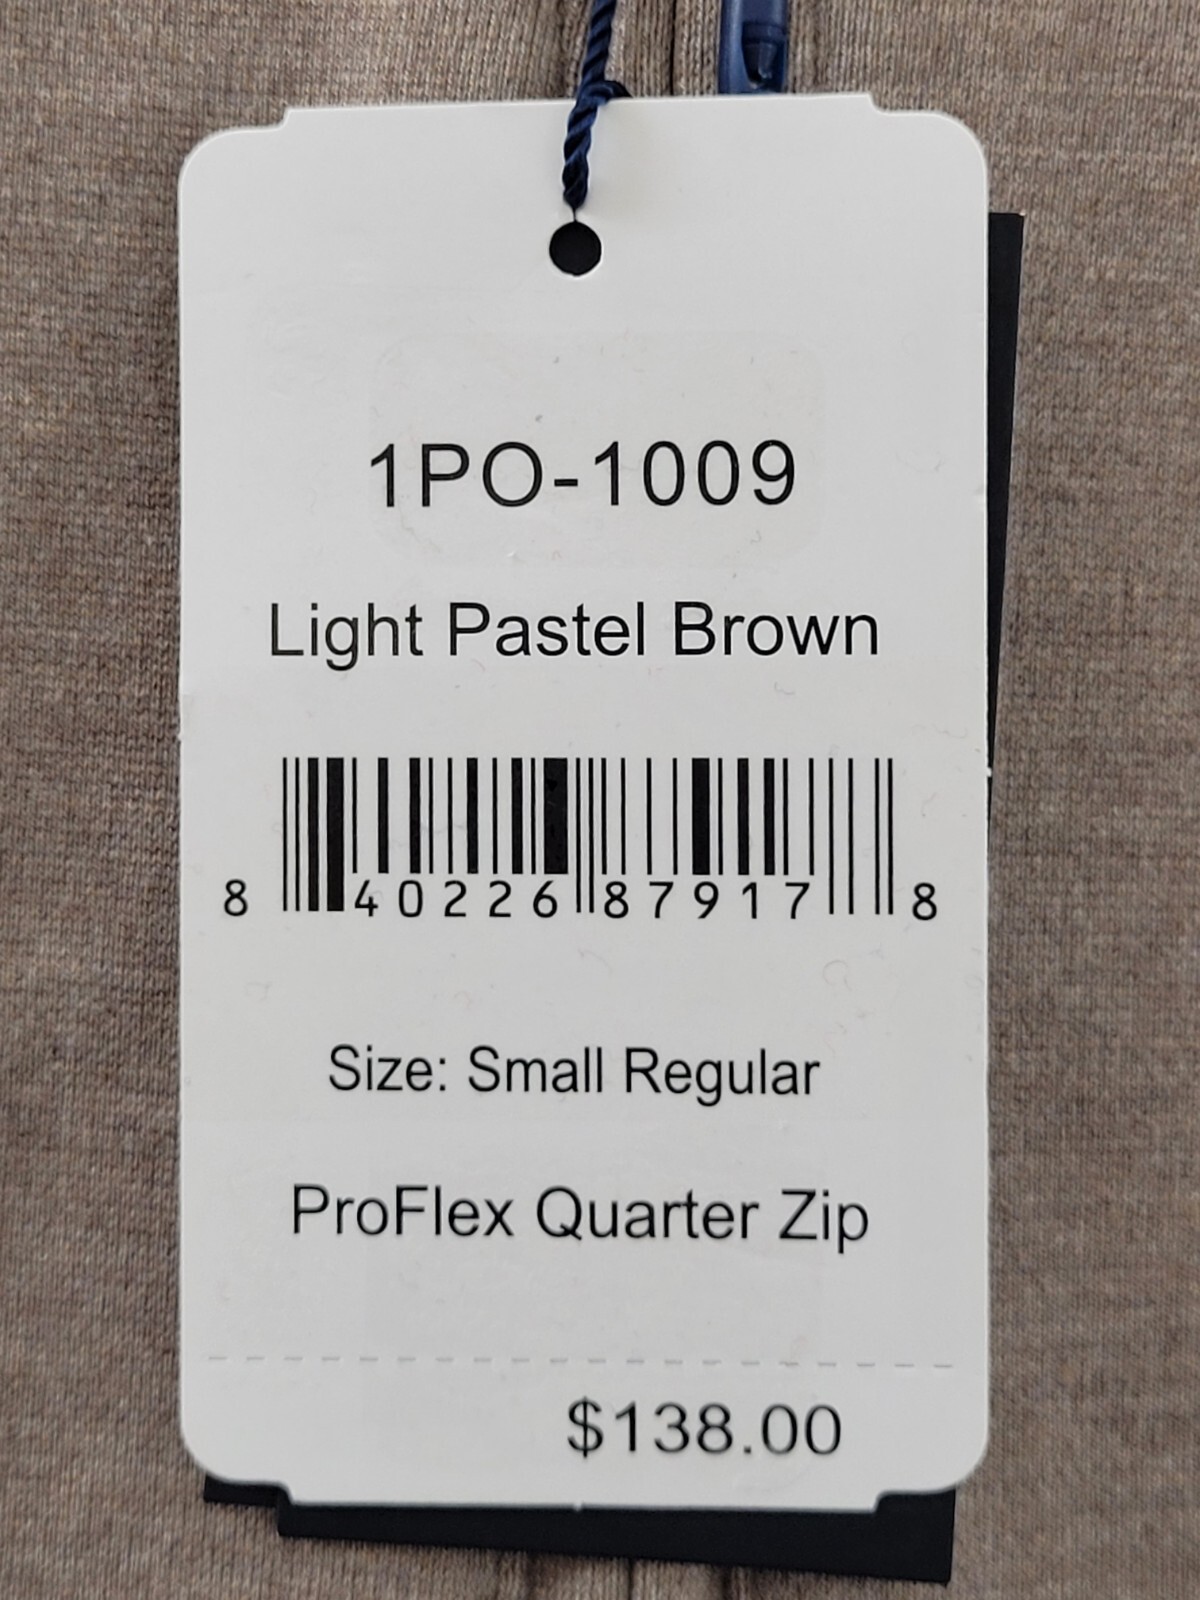 1PO-1009
Light Pastel Brown
8 40226 87917 8
Size: Small Regular
ProFlex Quarter Zip
$138.00